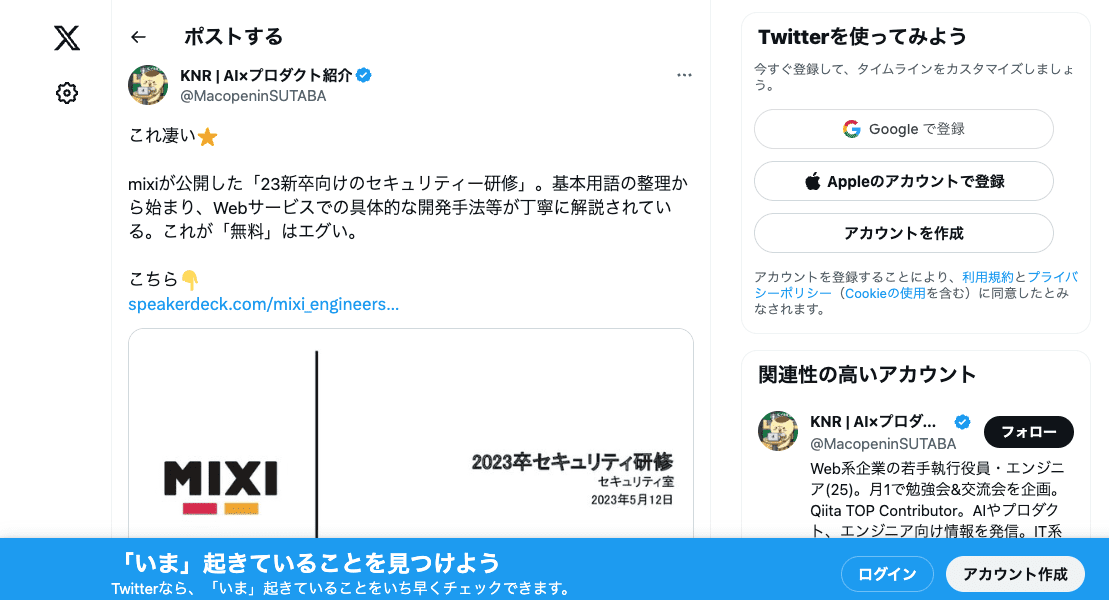 ポストする
KNR | AI×プロダクト紹介
@MacopeninSUTABA
これ凄い⭐
mixiが公開した「23新卒向けのセキュリティー研修」。基本用語の整理か
ら始まり、Webサービスでの具体的な開発手法等が丁寧に解説されてい
る。これが「無料」はエグい。
こちら👇
speakerdeck.com/mixi_engineers...
MIXI
2023卒セキュリティ研修
セキュリティ室
2023年5月12日
Twitterを使ってみよう
今すぐ登録して、タイムラインをカスタマイズしましょ
う。
Google で登録
Appleのアカウントで登録
アカウントを作成
アカウントを登録することにより、利用規約とプライバ
シーポリシー（Cookieの使用を含む）に同意したとみ
なされます。
関連性の高いアカウント
KNR | AI×プロダ...
@MacopeninSUTABA
フォロー
Web系企業の若手執行役員・エンジニ
ア(25)。月1で勉強会&交流会を企画。
Qiita TOP Contributor。AIやプロダク
ト、エンジニア向け情報を発信。IT系
「いま」起きていることを見つけよう
Twitterなら、「いま」起きていることをいち早くチェックできます。
ログイン
アカウント作成